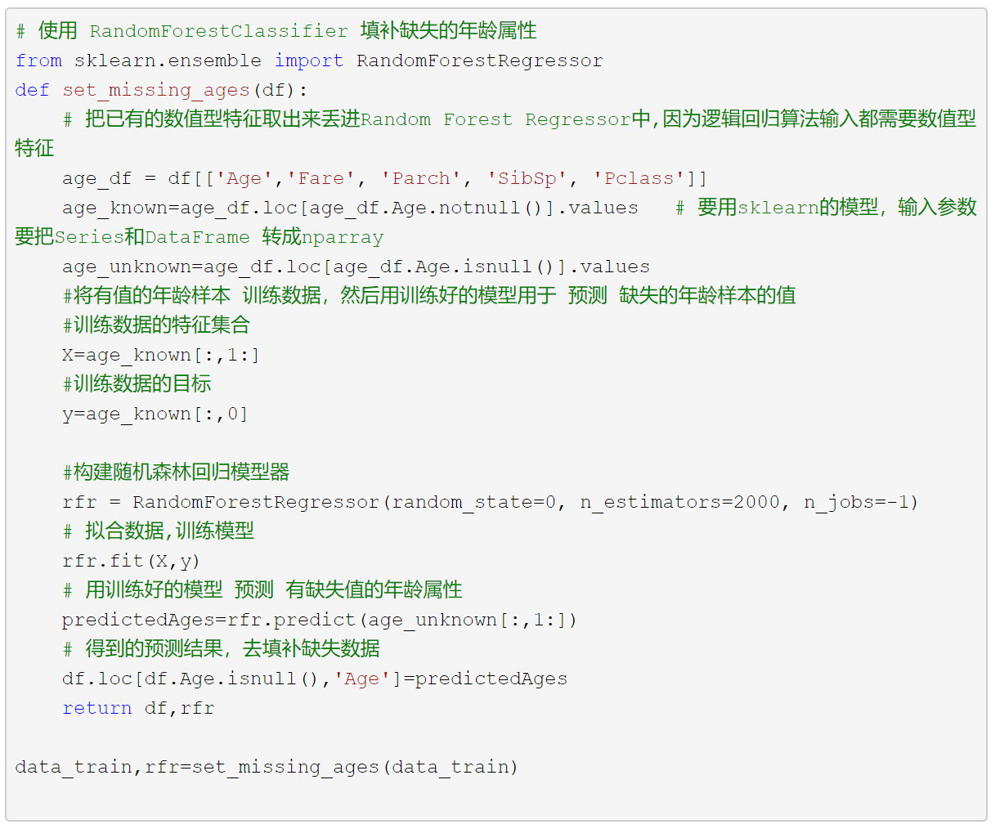 # 使用 RandomForestClassifier 填补缺失的年龄属性
from sklearn.ensemble import RandomForestRegressor
def set_missing_ages(df):
    # 把已有的数值型特征取出来丢进Random Forest Regressor中,因为逻辑回归算法输入都需要数值型
特征
    age_df = df[['Age','Fare', 'Parch', 'SibSp', 'Pclass']]
    age_known=age_df.loc[age_df.Age.notnull()].values   # 要用sklearn的模型，输入参数
要把Series和DataFrame 转成nparray
    age_unknown=age_df.loc[age_df.Age.isnull()].values
    #将有值的年龄样本 训练数据，然后用训练好的模型用于 预测 缺失的年龄样本的值
    #训练数据的特征集合
    X=age_known[:,1:]
    #训练数据的目标
    y=age_known[:,0]
    #构建随机森林回归模型器
    rfr = RandomForestRegressor(random_state=0, n_estimators=2000, n_jobs=-1)
    # 拟合数据,训练模型
    rfr.fit(X,y)
    # 用训练好的模型 预测 有缺失值的年龄属性
    predictedAges=rfr.predict(age_unknown[:,1:])
    # 得到的预测结果，去填补缺失数据
    df.loc[df.Age.isnull(),'Age']=predictedAges
    return df,rfr
data_train,rfr=set_missing_ages(data_train)